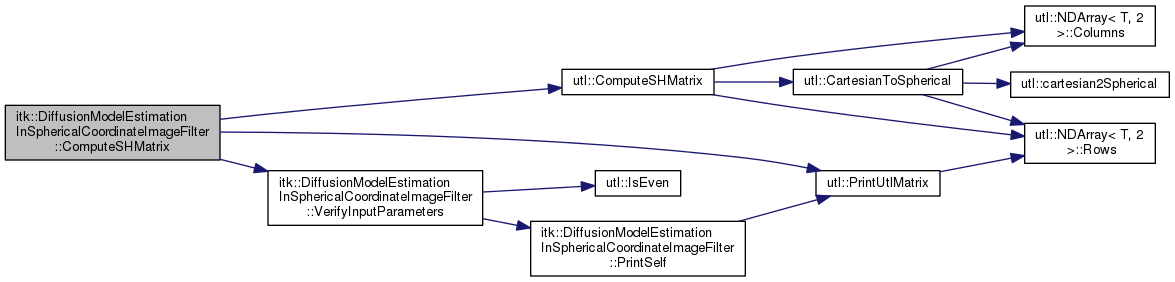 itk::DiffusionModelEstimation
InSphericalCoordinateImageFilter
::ComputeSHMatrix
utl::ComputeSHMatrix
itk::DiffusionModelEstimation
InSphericalCoordinateImageFilter
::VerifyInputParameters
utl::IsEven
itk::DiffusionModelEstimation
InSphericalCoordinateImageFilter
::PrintSelf
utl::CartesianToSpherical
utl::PrintUtlMatrix
utl::NDArray< T, 2
>::Columns
utl::cartesian2Spherical
utl::NDArray< T, 2
>::Rows